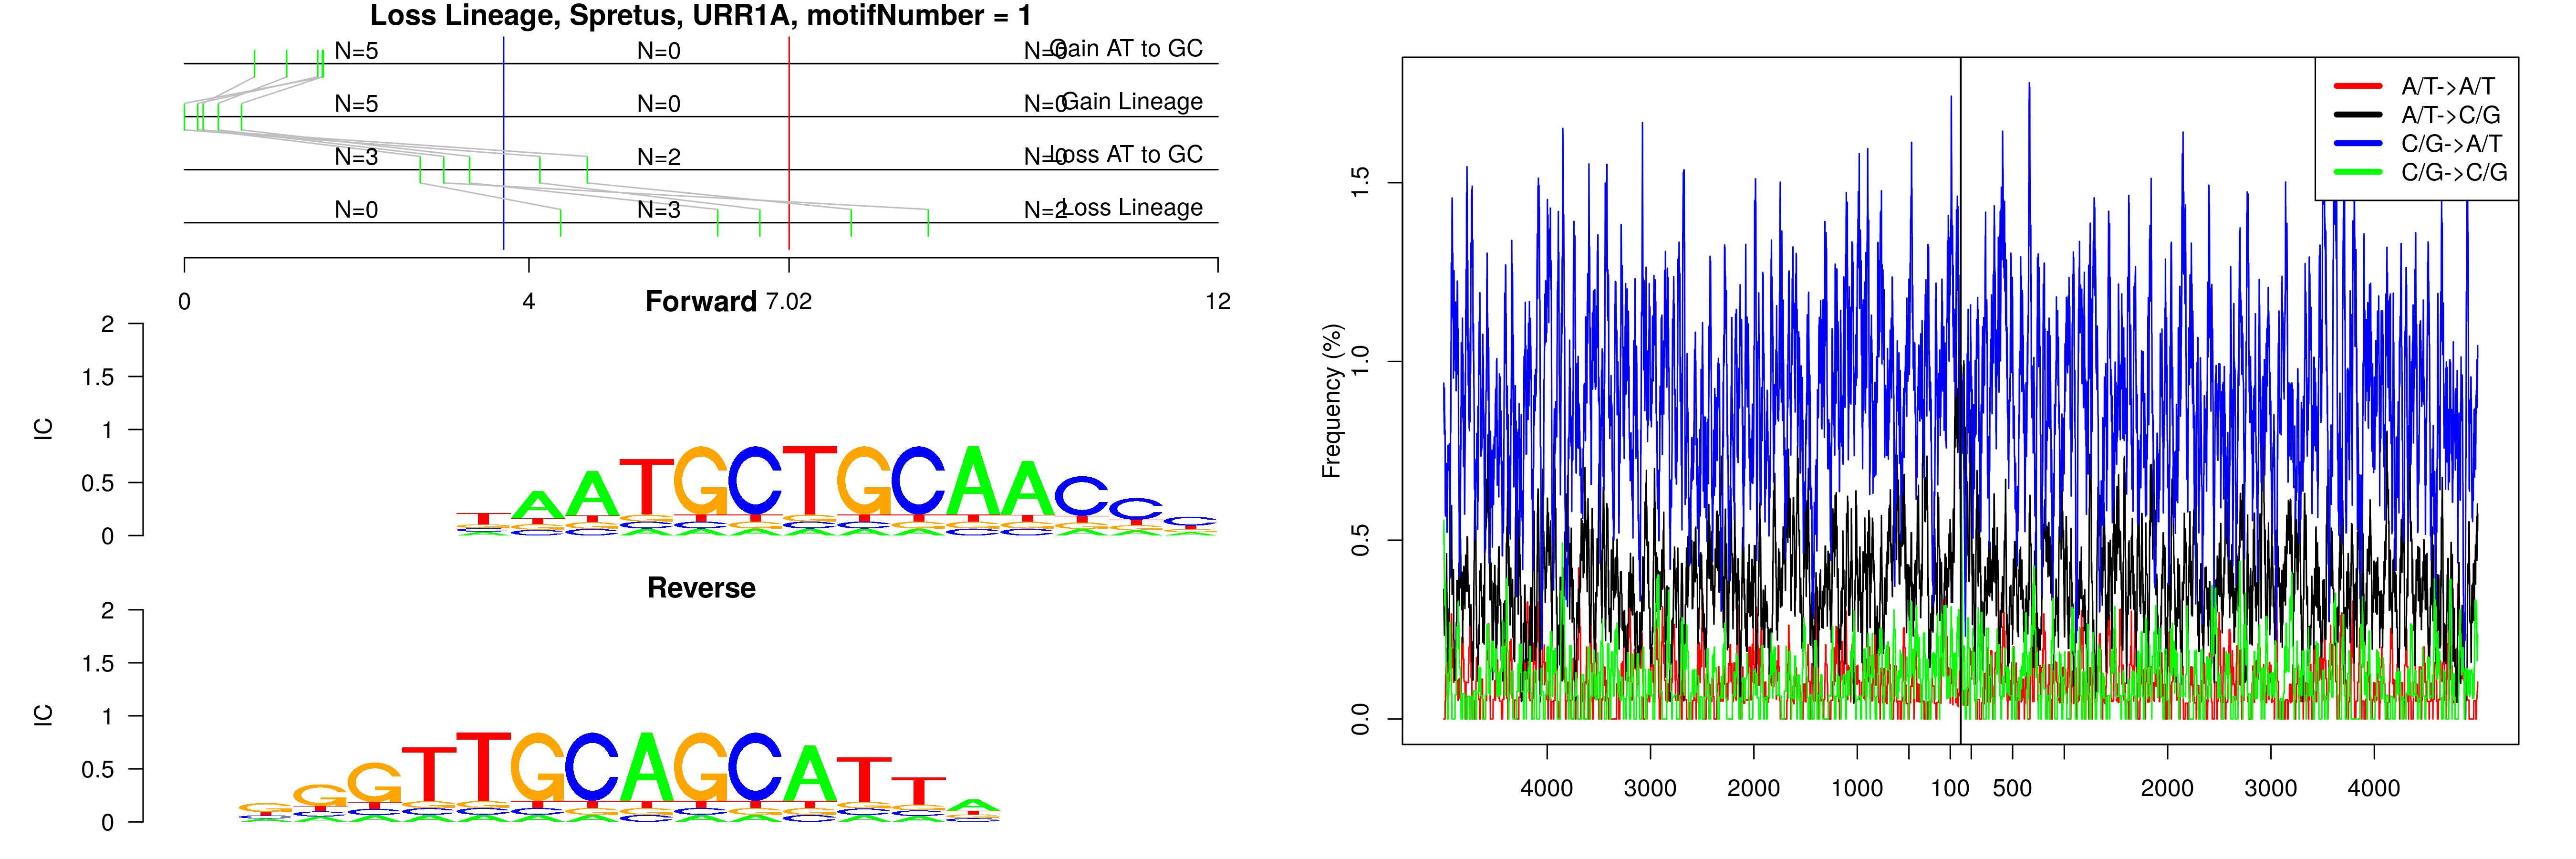 Loss Lineage, Spretus, URR1A, motifNumber = 1
N=5 N=0 N=0 Gain AT to GC
N=5 N=0 N=0 Gain Lineage
N=3 N=2 N=0 Loss AT to GC
N=0 N=3 N=2 Loss Lineage
0 4 7.02 12
Forward
2
1.5
1
0.5
0
IC
TAATGCTGCAACCC
Reverse
2
1.5
1
0.5
0
IC
GGGTTGCAGCATTA
A/T->A/T
A/T->C/G
C/G->A/T
C/G->C/G
Frequency (%)
1.5
1.0
0.5
0.0
4000 3000 2000 1000 100 500 2000 3000 4000